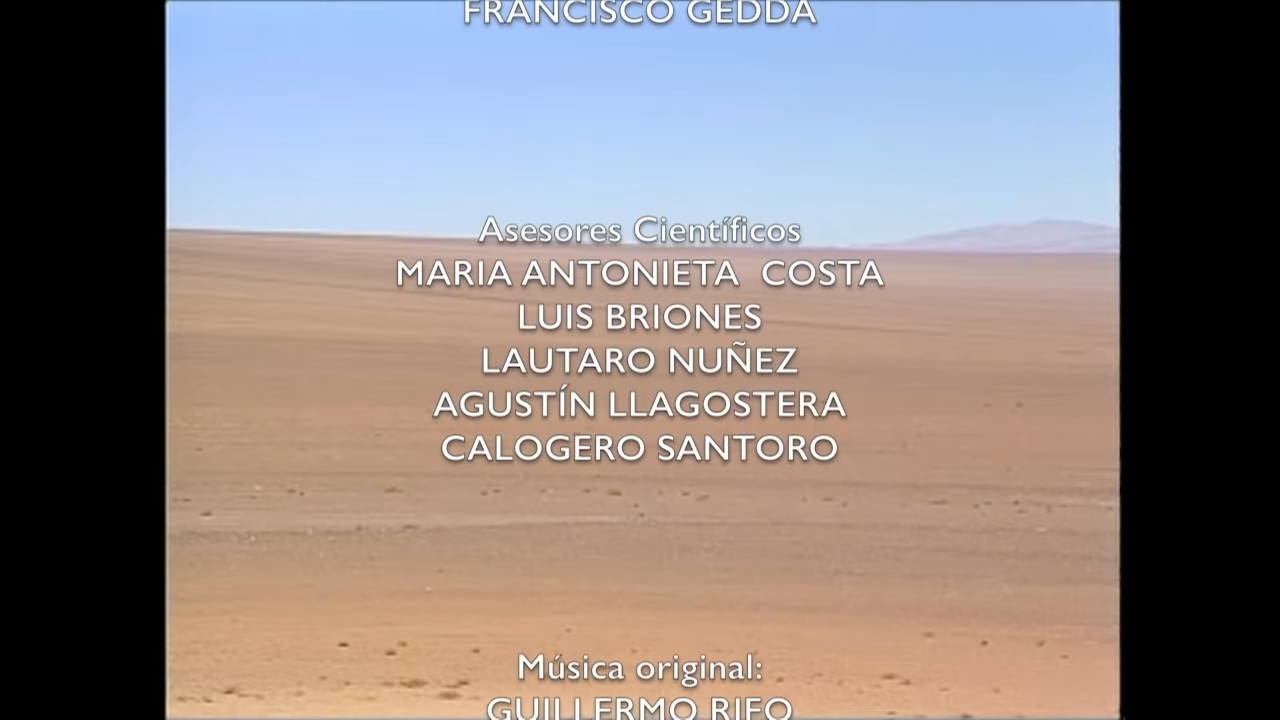 FRANCISCO GEDDA
Asesores Científicos
MARIA ANTONIETA COSTA
LUIS BRIONES
LAUTARO NUÑEZ
AGUSTÍN LLAGOSTERA
CALOGERO SANTORO
Música original:
GUILLERMO RIFO